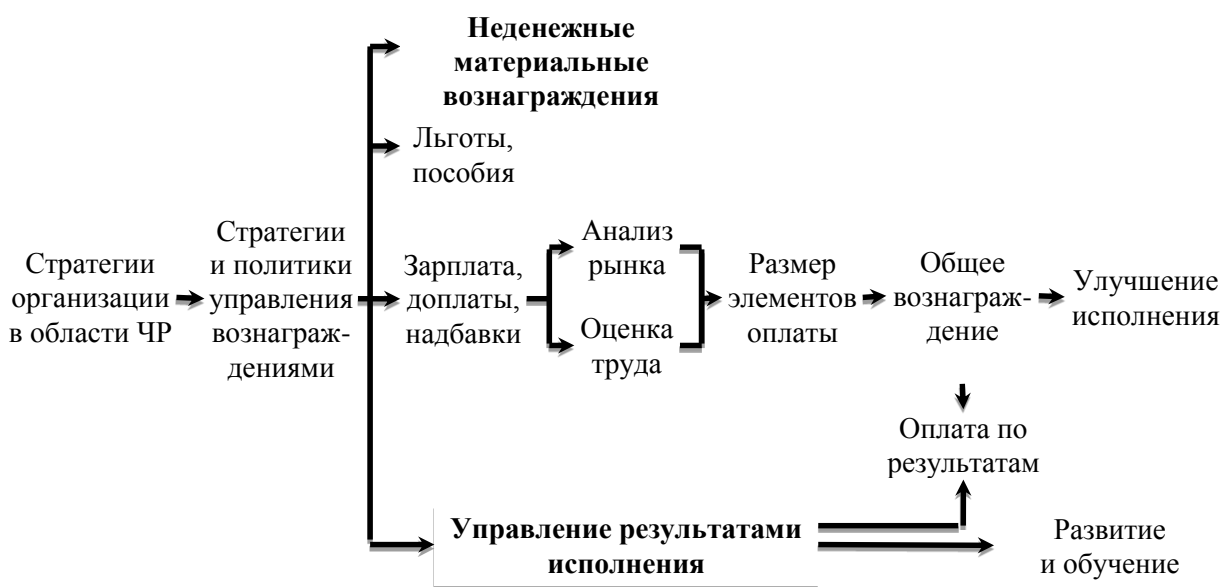 Неденежные
материальные
вознаграждения
Льготы,
пособия
Стратегии
организации
в области ЧР
Стратегии
и политики
управления
вознаграж-
дениями
Зарплата,
доплаты,
надбавки
Анализ
рынка
Оценка
труда
Размер
элементов
оплаты
Общее
вознаграж-
дение
Улучшение
исполнения
Оплата по
результатам
Управление результатами
исполнения
Развитие
и обучение